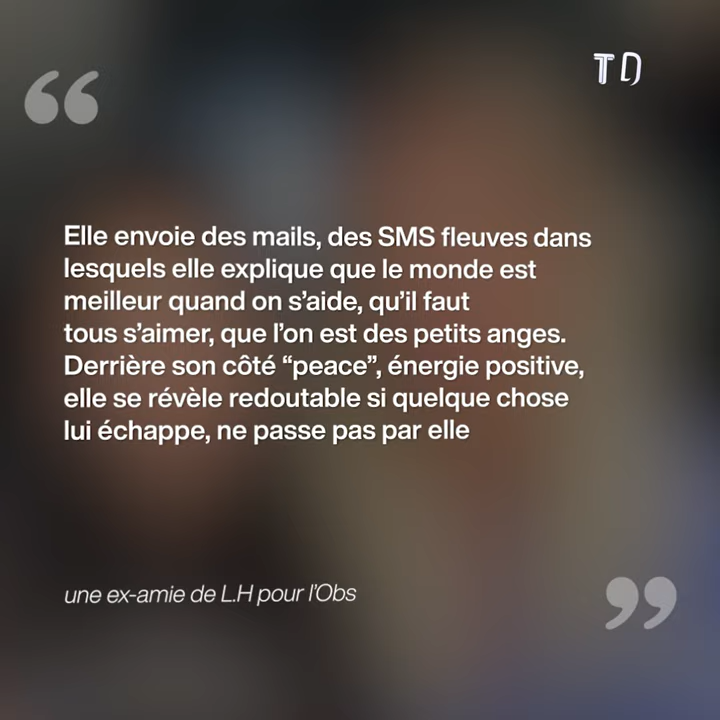 TD
“
Elle envoie des mails, des SMS fleuves dans
lesquels elle explique que le monde est
meilleur quand on s’aide, qu’il faut
tous s’aimer, que l’on est des petits anges.
Derrière son côté “peace”, énergie positive,
elle se révèle redoutable si quelque chose
lui échappe, ne passe pas par elle
une ex-amie de L.H pour l’Obs
”